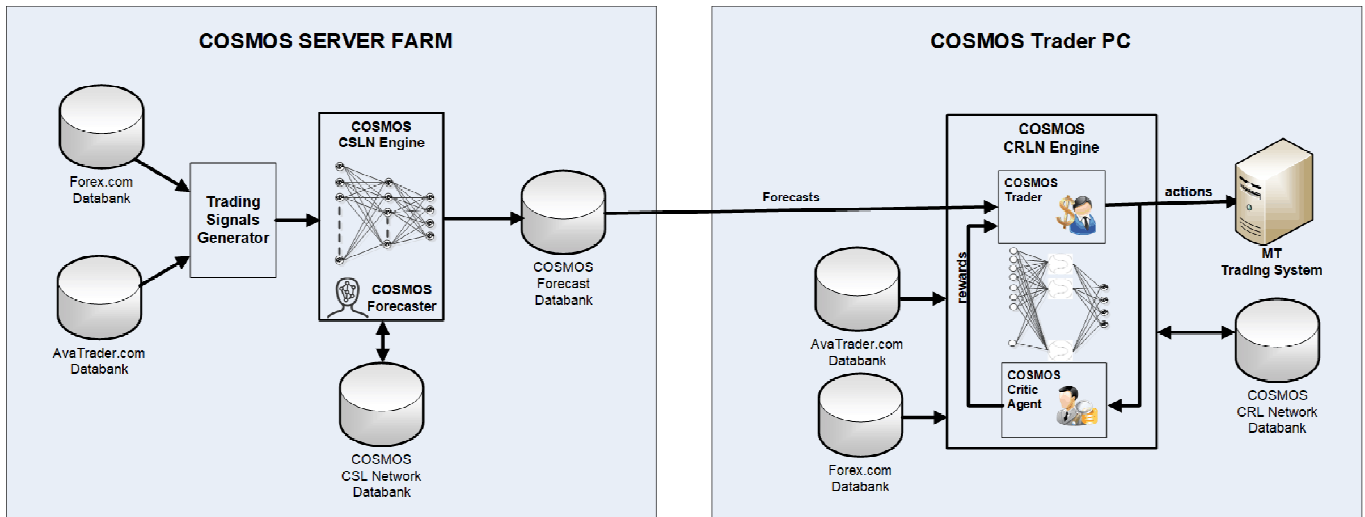 COSMOS SERVER FARM
Forex.com
Databank
AvaTrader.com
Databank
Trading
Signals
Generator
COSMOS
CSLN Engine
COSMOS
Forecaster
COSMOS
CSL Network
Databank
COSMOS
Forecast
Databank
Forecasts
COSMOS Trader PC
COSMOS
CRLN Engine
COSMOS
Trader
actions
rewards
COSMOS
Critic
Agent
AvaTrader.com
Databank
Forex.com
Databank
MT
Trading System
COSMOS
CRL Network
Databank